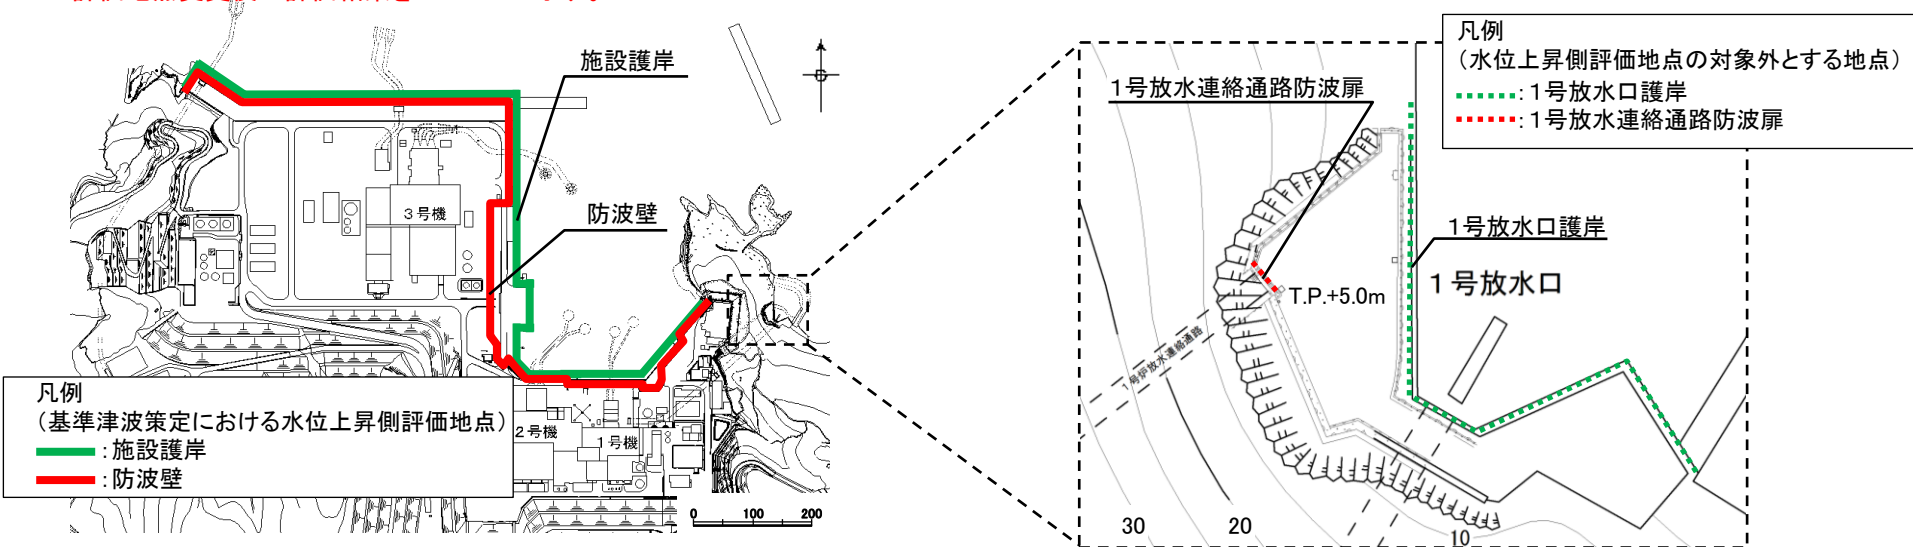 施設護岸
防波壁
3号機
2号機
1号機
凡例
(基準津波策定における水位上昇側評価地点)
:施設護岸
:防波壁
0 100 200
凡例
(水位上昇側評価地点の対象外とする地点)
:1号放水口護岸
:1号放水連絡通路防波扉
1号放水連絡通路防波扉
1号放水口護岸
1号放水口
T.P.+5.0m
1号炉放水連絡通路
30
20
10